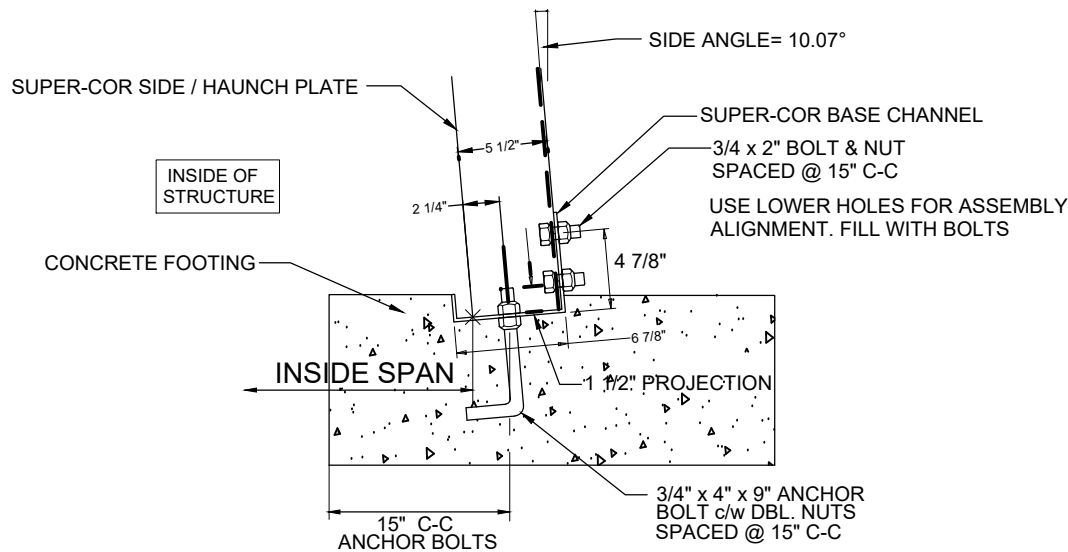 SIDE ANGLE= 10.07°
SUPER-COR SIDE / HAUNCH PLATE
SUPER-COR BASE CHANNEL
5 1/2"
3/4 x 2" BOLT & NUT
SPACED @ 15" C-C
INSIDE OF
STRUCTURE
2 1/4"
USE LOWER HOLES FOR ASSEMBLY
ALIGNMENT. FILL WITH BOLTS
CONCRETE FOOTING
4 7/8"
6 7/8"
INSIDE SPAN
1 1/2" PROJECTION
3/4" x 4" x 9" ANCHOR
BOLT c/w DBL. NUTS
SPACED @ 15" C-C
15" C-C
ANCHOR BOLTS